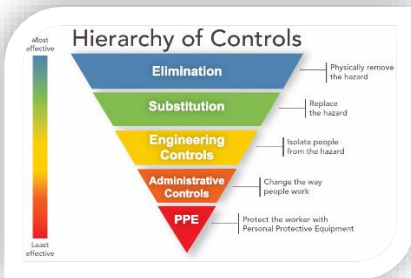 Hierarchy of Controls
Most
effective
Elimination
Physically remove
the hazard
Substitution
Replace
the hazard
Engineering
Controls
Isolate people
from the hazard
Administrative
Controls
Change the way
people work
PPE
Protect the worker with
Personal Protective Equipment
Least
effective